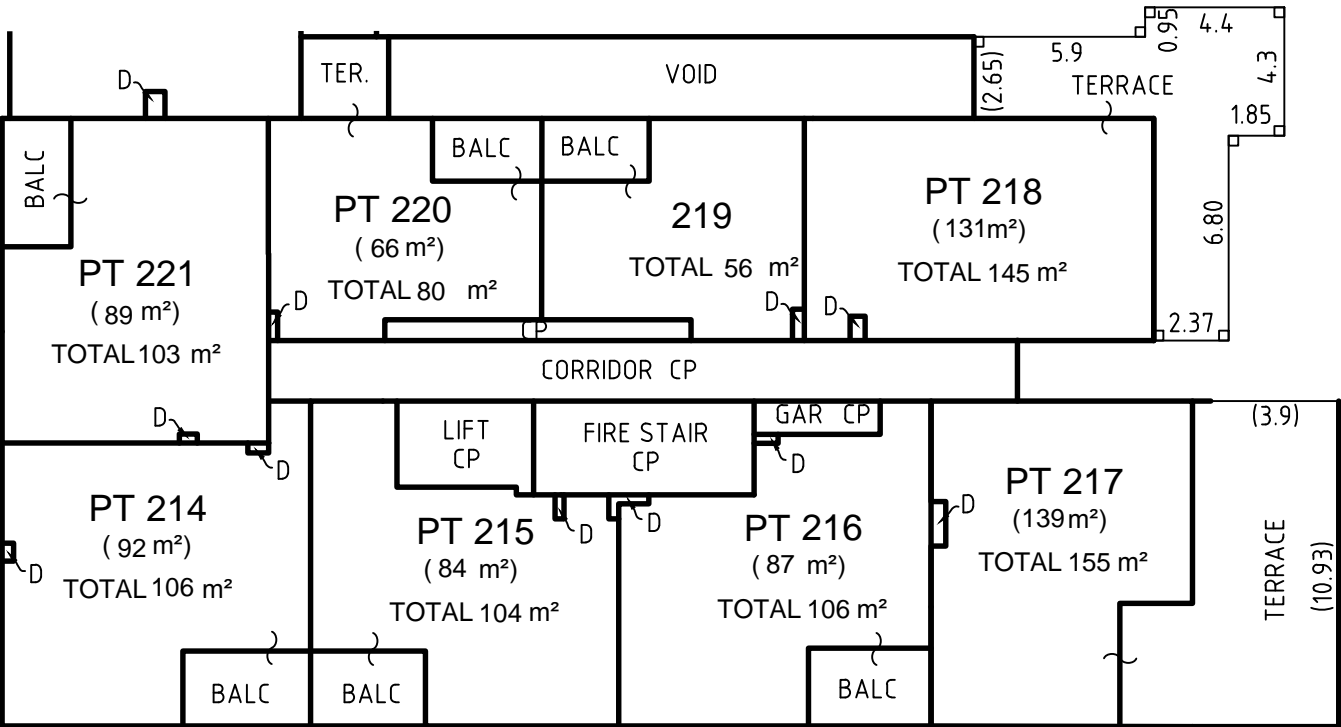 0.95
4.4
5.9
D
TER.
VOID
(2.65)
TERRACE
4.3
1.85
BALC
BALC
BALC
PT 220
(66 m²)
TOTAL 80 m²
219
TOTAL 56 m²
PT 218
(131m²)
TOTAL 145 m²
6.80
PT 221
(89 m²)
TOTAL 103 m²
D
D
D
2.37
CP
CORRIDOR CP
D
LIFT
CP
FIRE STAIR
CP
GAR CP
(3.9)
D
D
PT 214
(92 m²)
TOTAL 106 m²
D
PT 215
(84 m²)
TOTAL 104 m²
D
D
PT 216
(87 m²)
TOTAL 106 m²
D
PT 217
(139m²)
TOTAL 155 m²
TERRACE
(10.93)
BALC
BALC
BALC